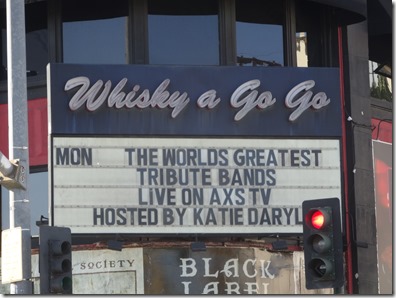 Whisky a Go Go
MON THE WORLDS GREATEST
TRIBUTE BANDS
LIVE ON AXS TV
HOSTED BY KATIE DARYL
SOCIETY
BLACK
LABEL